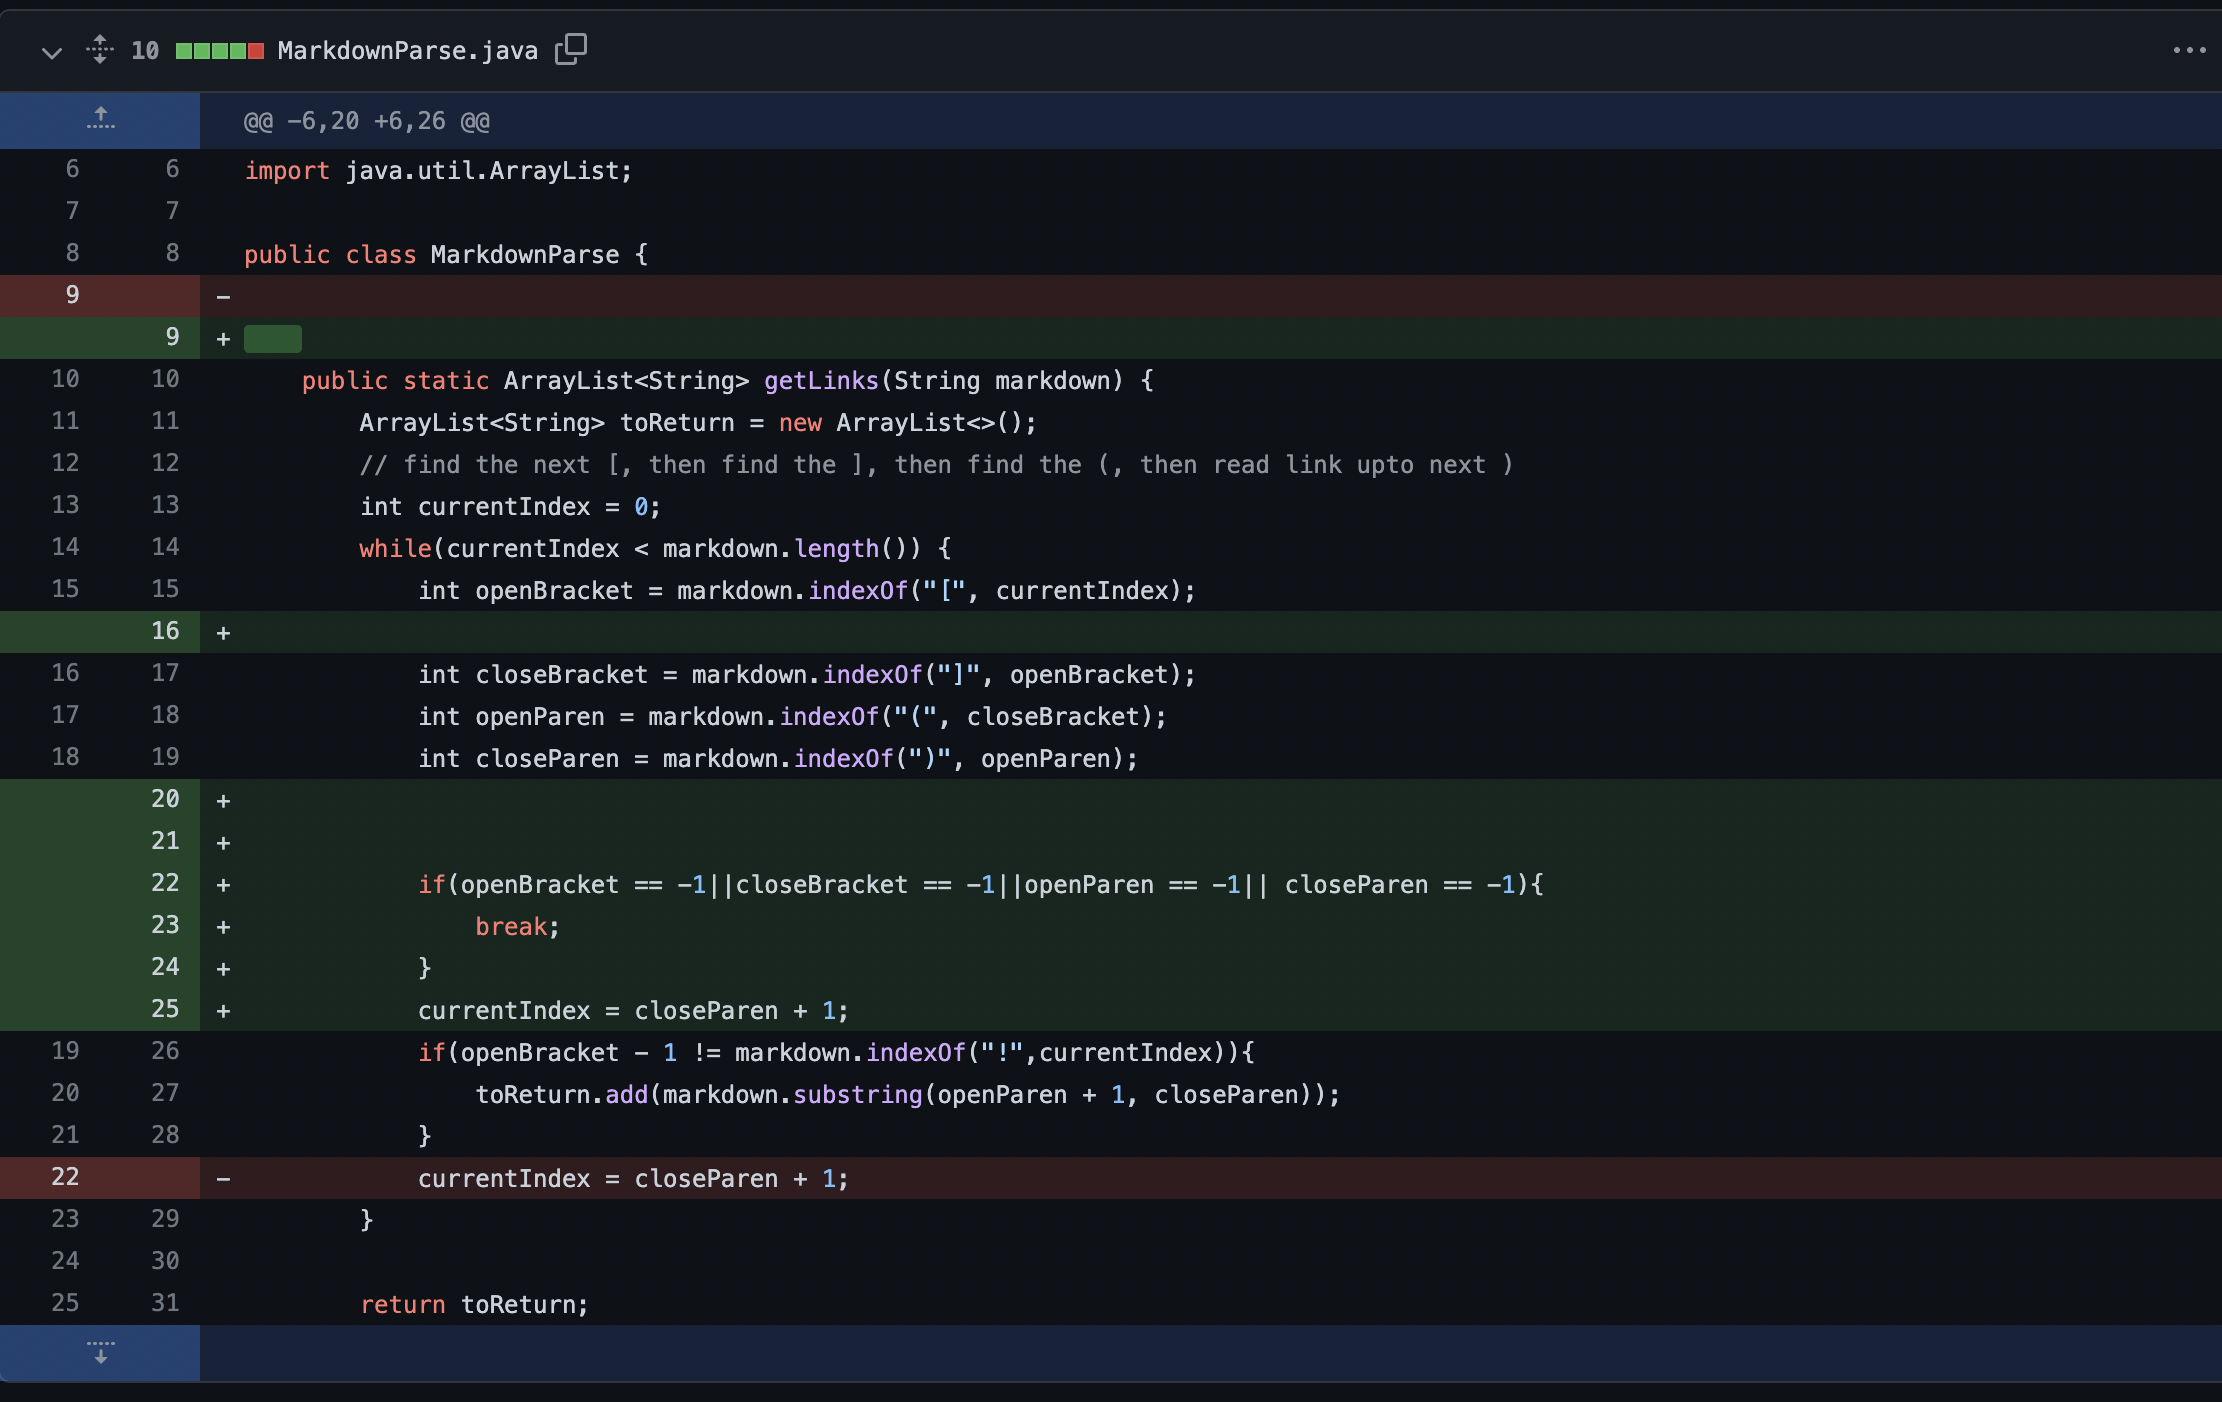 10 MarkdownParse.java
@@ -6,20 +6,26 @@
6 6 import java.util.ArrayList;
7 7
8 8 public class MarkdownParse {
9 -
9 +
10 10 public static ArrayList<String> getLinks(String markdown) {
11 11 ArrayList<String> toReturn = new ArrayList<>();
12 12 // find the next [, then find the ], then find the (, then read link upto next )
13 13 int currentIndex = 0;
14 14 while(currentIndex < markdown.length()) {
15 15 int openBracket = markdown.indexOf("[", currentIndex);
16 +
16 17 int closeBracket = markdown.indexOf("]", openBracket);
17 18 int openParen = markdown.indexOf("(", closeBracket);
18 19 int closeParen = markdown.indexOf(")", openParen);
20 +
21 +
22 + if(openBracket == -1||closeBracket == -1||openParen == -1|| closeParen == -1){
23 + break;
24 + }
25 + currentIndex = closeParen + 1;
19 26 if(openBracket - 1 != markdown.indexOf("!",currentIndex)){
20 27 toReturn.add(markdown.substring(openParen + 1, closeParen));
21 28 }
22 - currentIndex = closeParen + 1;
23 29 }
24 30
25 31 return toReturn;